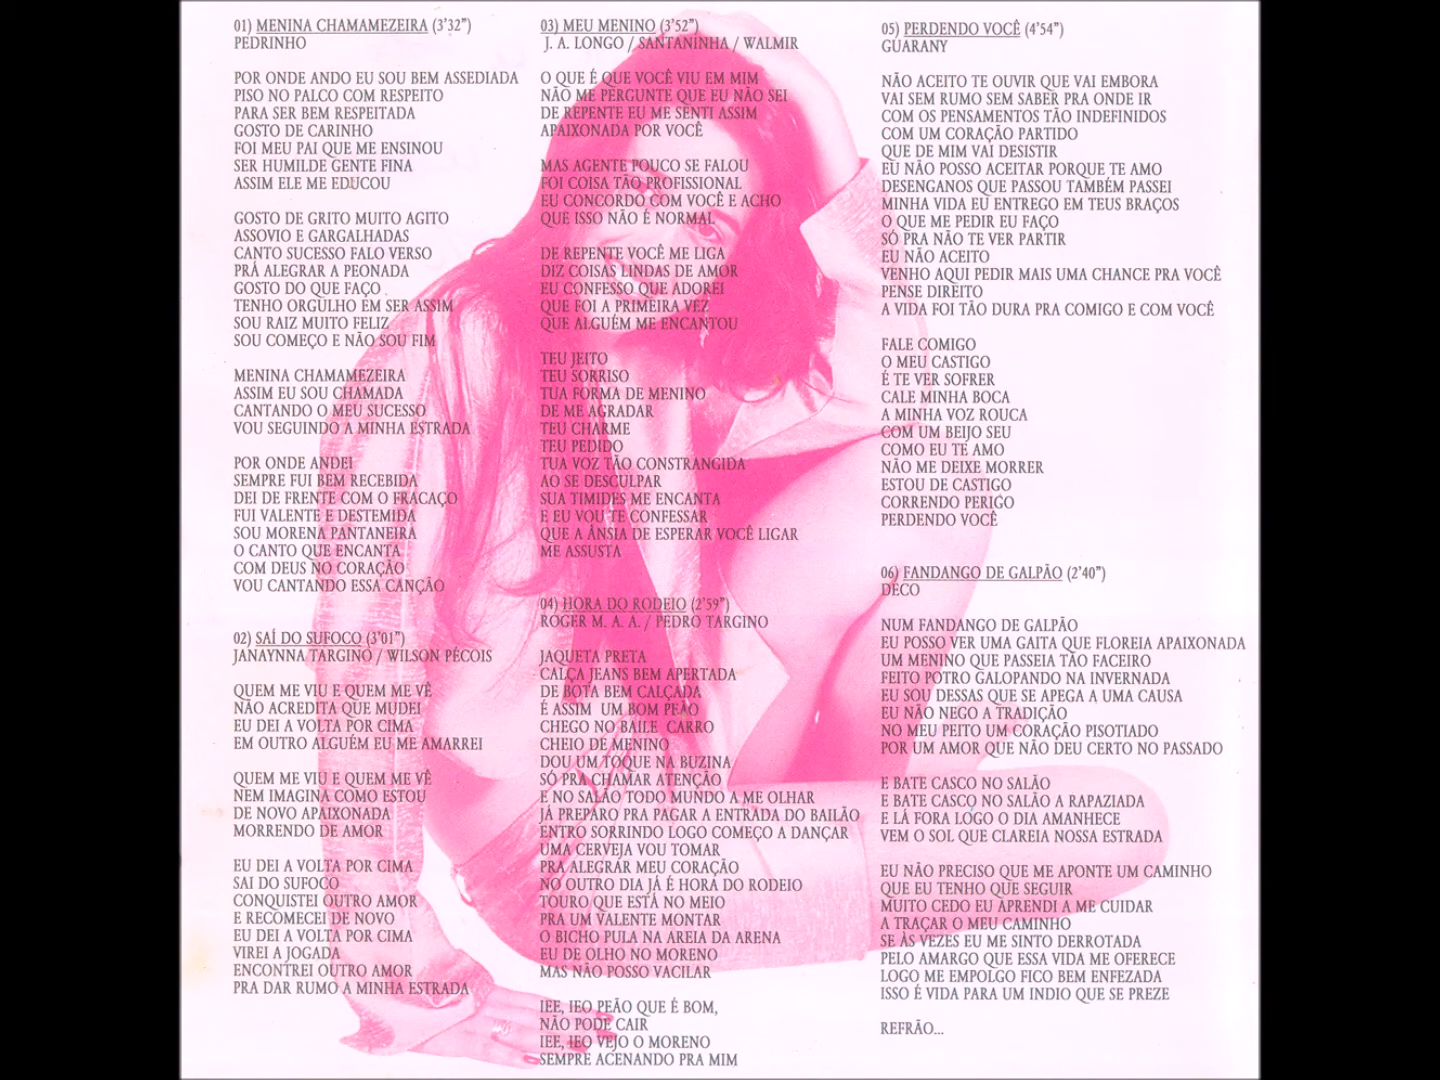 01) MENINA CHAMAMEZEIRA (3'32")
PEDRINHO
POR ONDE ANDO EU SOU BEM ASSEDIADA
PISO NO PALCO COM RESPEITO
PARA SER BEM RESPEITADA
GOSTO DE CARINHO
FOI MEU PAI QUE ME ENSINOU
SER HUMILDE GENTE FINA
ASSIM ELE ME EDUCOU
GOSTO DE GRITO MUITO AGITO
ASSOVIO E GARGALHADAS
CANTO SUCESSO FALO VERSO
PRÁ ALEGRAR A PEONADA
GOSTO DO QUE FAÇO
TENHO ORGULHO EM SER ASSIM
SOU RAIZ MUITO FELIZ
SOU COMEÇO E NÃO SOU FIM
MENINA CHAMAMEZEIRA
ASSIM EU SOU CHAMADA
CANTANDO O MEU SUCESSO
VOU SEGUINDO A MINHA ESTRADA
POR ONDE ANDEI
SEMPRE FUI BEM RECEBIDA
DEI DE FRENTE COM O FRACAÇO
FUI VALENTE E DESTEMIDA
SOU MORENA PANTANEIRA
O CANTO QUE ENCANTA
COM DEUS NO CORAÇÃO
VOU CANTANDO ESSA CANÇÃO
02) SAÍ DO SUFOCO (3'01")
JANAYNNA TARGINO / WILSON PÉCOIS
QUEM ME VIU E QUEM ME VÊ
NÃO ACREDITA QUE MUDEI
EU DEI A VOLTA POR CIMA
EM OUTRO ALGUÉM EU ME AMARREI
QUEM ME VIU E QUEM ME VÊ
NEM IMAGINA COMO ESTOU
DE NOVO APAIXONADA
MORRENDO DE AMOR
EU DEI A VOLTA POR CIMA
SAI DO SUFOCO
CONQUISTEI OUTRO AMOR
E RECOMECEI DE NOVO
EU DEI A VOLTA POR CIMA
VIREI A JOGADA
ENCONTREI OUTRO AMOR
PRA DAR RUMO A MINHA ESTRADA
03) MEU MENINO (3'52")
J. A. LONGO / SANTANINHA / WALMIR
O QUE É QUE VOCÊ VIU EM MIM
NÃO ME PERGUNTE QUE EU NÃO SEI
DE REPENTE EU ME SENTI ASSIM
APAIXONADA POR VOCÊ
MAS AGENTE POUCO SE FALOU
FOI COISA TÃO PROFISSIONAL
EU CONCORDO COM VOCÊ E ACHO
QUE ISSO NÃO É NORMAL
DE REPENTE VOCÊ ME LIGA
DIZ COISAS LINDAS DE AMOR
EU CONFESSO QUE ADOREI
QUE FOI A PRIMEIRA VEZ
QUE ALGUÉM ME ENCANTOU
TEU JEITO
TEU SORRISO
TUA FORMA DE MENINO
DE ME AGRADAR
TEU CHARME
TEU PEDIDO
TUA VOZ TÃO CONSTRANGIDA
AO SE DESCULPAR
SUA TIMIDES ME ENCANTA
E EU VOU TE CONFESSAR
QUE A ÂNSIA DE ESPERAR VOCÊ LIGAR
ME ASSUSTA
04) HORA DO RODEIO (2'59")
ROGER M. A. A. / PEDRO TARGINO
JAQUETA PRETA
CALÇA JEANS BEM APERTADA
DE BOTA BEM CALÇADA
É ASSIM UM BOM PEÃO
CHEGO NO BAILE CARRO
CHEIO DE MENINO
DOU UM TOQUE NA BUZINA
SÓ PRA CHAMAR ATENÇÃO
E NO SALÃO TODO MUNDO A ME OLHAR
JÁ PREPARO PRA PAGAR A ENTRADA DO BAILÃO
ENTRO SORRINDO LOGO COMEÇO A DANÇAR
UMA CERVEJA VOU TOMAR
PRA ALEGRAR MEU CORAÇÃO
NO OUTRO DIA JÁ É HORA DO RODEIO
TOURO QUE ESTÁ NO MEIO
PRA UM VALENTE MONTAR
O BICHO PULA NA AREIA DA ARENA
EU DE OLHO NO MORENO
MAS NÃO POSSO VACILAR
IEE, IEO PEÃO QUE É BOM,
NÃO PODE CAIR
IEE, IEO VEJO O MORENO
SEMPRE ACENANDO PRA MIM
05) PERDENDO VOCÊ (4'54")
GUARANY
NÃO ACEITO TE OUVIR QUE VAI EMBORA
VAI SEM RUMO SEM SABER PRA ONDE IR
COM OS PENSAMENTOS TÃO INDEFINIDOS
COM UM CORAÇÃO PARTIDO
QUE DE MIM VAI DESISTIR
EU NÃO POSSO ACEITAR PORQUE TE AMO
DESENGANOS QUE PASSOU TAMBÉM PASSEI
MINHA VIDA EU ENTREGO EM TEUS BRAÇOS
O QUE ME PEDIR EU FAÇO
SÓ PRA NÃO TE VER PARTIR
EU NÃO ACEITO
VENHO AQUI PEDIR MAIS UMA CHANCE PRA VOCÊ
PENSE DIREITO
A VIDA FOI TÃO DURA PRA COMIGO E COM VOCÊ
FALE COMIGO
O MEU CASTIGO
É TE VER SOFRER
CALE MINHA BOCA
A MINHA VOZ ROUCA
COM UM BEIJO SEU
COMO EU TE AMO
NÃO ME DEIXE MORRER
ESTOU DE CASTIGO
CORRENDO PERIGO
PERDENDO VOCÊ
06) FANDANGO DE GALPÃO (2'40")
DÉCO
NUM FANDANGO DE GALPÃO
EU POSSO VER UMA GAITA QUE FLOREIA APAIXONADA
UM MENINO QUE PASSEIA TÃO FACEIRO
FEITO POTRO GALOPANDO NA INVERNADA
EU SOU DESSAS QUE SE APEGA A UMA CAUSA
EU NÃO NEGO A TRADIÇÃO
NO MEU PEITO UM CORAÇÃO PISOTIADO
POR UM AMOR QUE NÃO DEU CERTO NO PASSADO
E BATE CASCO NO SALÃO
E BATE CASCO NO SALÃO A RAPAZIADA
E LÁ FORA LOGO O DIA AMANHECE
VEM O SOL QUE CLAREIA NOSSA ESTRADA
EU NÃO PRECISO QUE ME APONTE UM CAMINHO
QUE EU TENHO QUE SEGUIR
MUITO CEDO EU APRENDI A ME CUIDAR
A TRAÇAR O MEU CAMINHO
SE ÀS VEZES EU ME SINTO DERROTADA
PELO AMARGO QUE ESSA VIDA ME OFERECE
LOGO ME EMPOLGO FICO BEM ENFEZADA
ISSO É VIDA PARA UM INDIO QUE SE PREZE
REFRÃO...